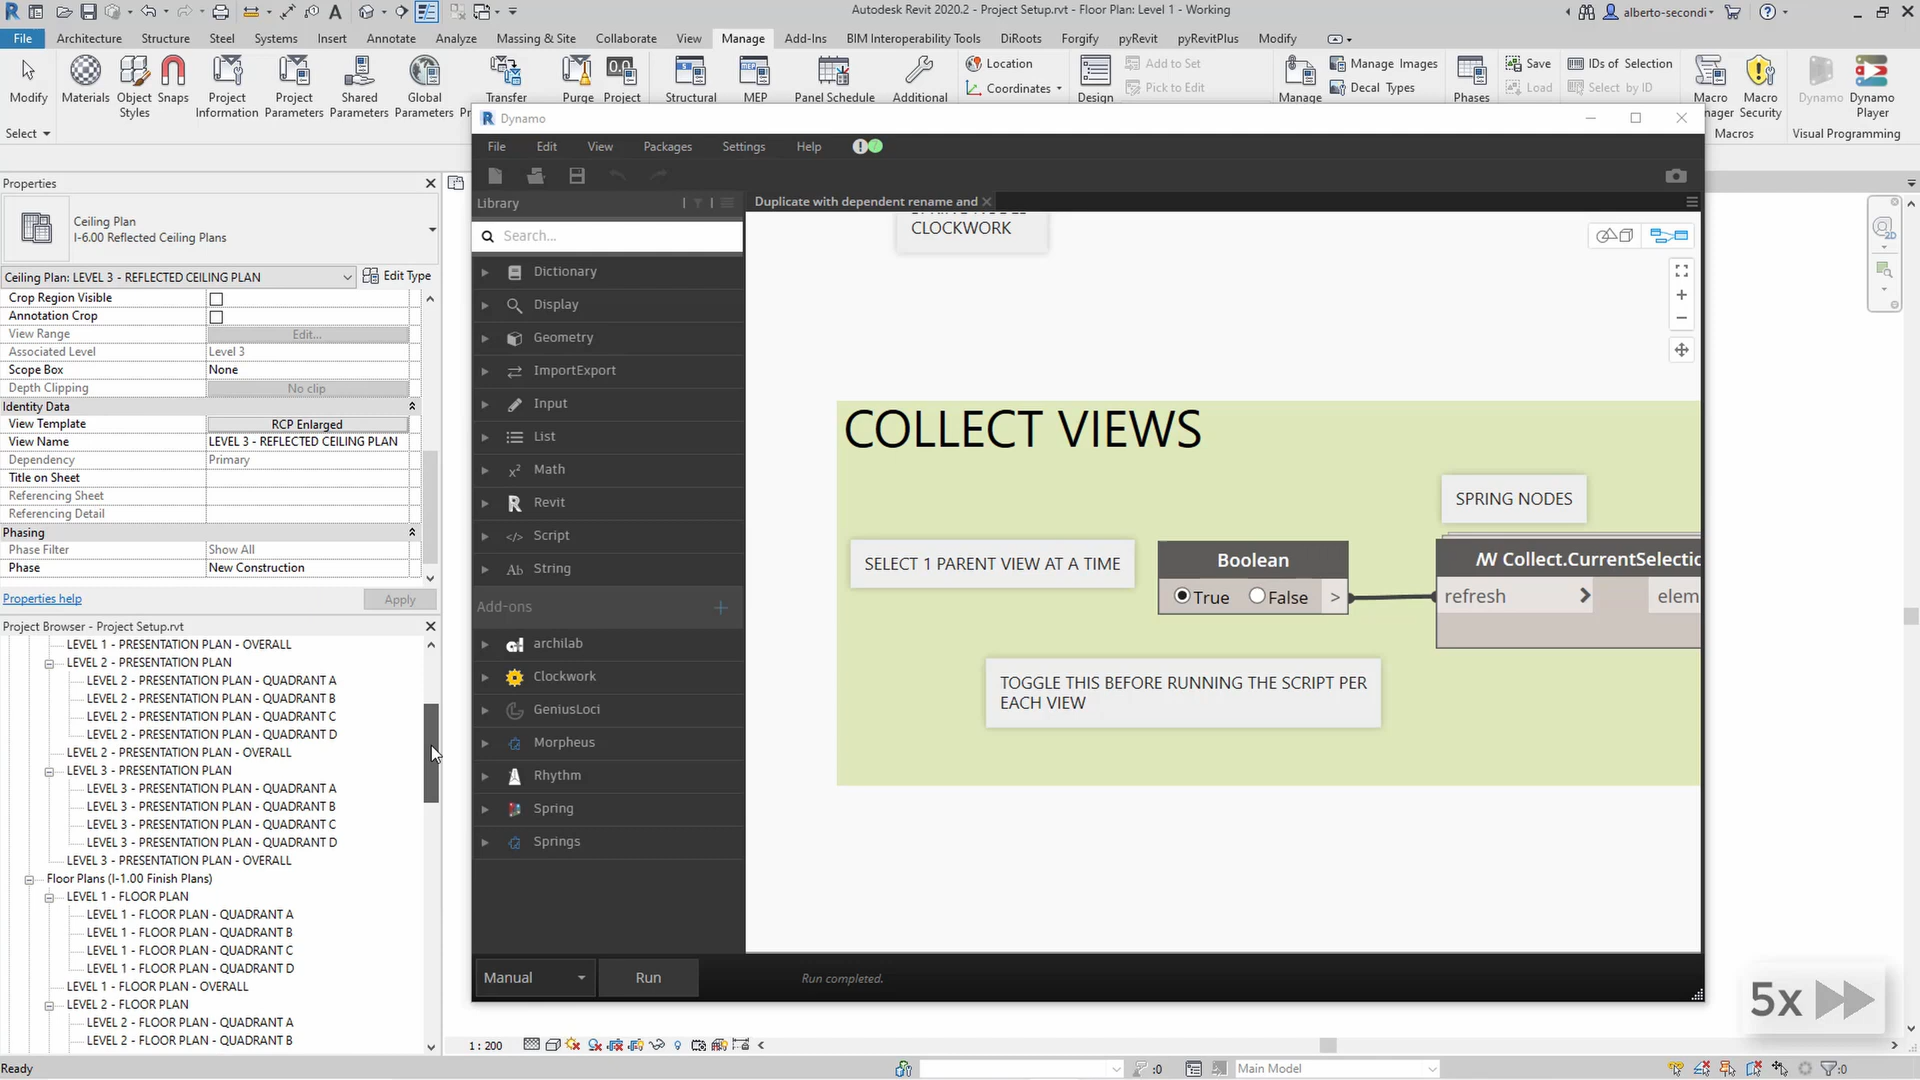 Autodesk Revit 2020.2 - Project Setup.rvt - Floor Plan: Level 1 - Working
alberto-secondi
File
Architecture
Structure
Steel
Systems
Insert
Annotate
Analyze
Massing & Site
Collaborate
View
Manage
Add-Ins
BIM Interoperability Tools
DiRoots
Forgify
pyRevit
pyRevitPlus
Modify
Modify
Materials
Object Styles
Snaps
Project Information
Project Parameters
Shared Parameters
Global Parameters
Transfer
Purge
Project
Structural
MEP
Panel Schedule
Additional
Location
Coordinates
Design
Add to Set
Pick to Edit
Manage
Manage Images
Decal Types
Phases
Save
Load
IDs of Selection
Select by ID
Macro
Macro Security
Dynamo
Dynamo Player
Select
Macros
Visual Programming
Properties
Ceiling Plan
I-6.00 Reflected Ceiling Plans
Ceiling Plan: LEVEL 3 - REFLECTED CEILING PLAN
Edit Type
Crop Region Visible
Annotation Crop
View Range Edit...
Associated Level Level 3
Scope Box None
Depth Clipping No clip
Identity Data
View Template RCP Enlarged
View Name LEVEL 3 - REFLECTED CEILING PLAN
Dependency Primary
Title on Sheet
Referencing Sheet
Referencing Detail
Phasing
Phase Filter Show All
Phase New Construction
Properties help
Apply
Project Browser - Project Setup.rvt
LEVEL 1 - PRESENTATION PLAN - OVERALL
LEVEL 2 - PRESENTATION PLAN
LEVEL 2 - PRESENTATION PLAN - QUADRANT A
LEVEL 2 - PRESENTATION PLAN - QUADRANT B
LEVEL 2 - PRESENTATION PLAN - QUADRANT C
LEVEL 2 - PRESENTATION PLAN - QUADRANT D
LEVEL 2 - PRESENTATION PLAN - OVERALL
LEVEL 3 - PRESENTATION PLAN
LEVEL 3 - PRESENTATION PLAN - QUADRANT A
LEVEL 3 - PRESENTATION PLAN - QUADRANT B
LEVEL 3 - PRESENTATION PLAN - QUADRANT C
LEVEL 3 - PRESENTATION PLAN - QUADRANT D
LEVEL 3 - PRESENTATION PLAN - OVERALL
Floor Plans (I-1.00 Finish Plans)
LEVEL 1 - FLOOR PLAN
LEVEL 1 - FLOOR PLAN - QUADRANT A
LEVEL 1 - FLOOR PLAN - QUADRANT B
LEVEL 1 - FLOOR PLAN - QUADRANT C
LEVEL 1 - FLOOR PLAN - QUADRANT D
LEVEL 1 - FLOOR PLAN - OVERALL
LEVEL 2 - FLOOR PLAN
LEVEL 2 - FLOOR PLAN - QUADRANT A
LEVEL 2 - FLOOR PLAN - QUADRANT B
Dynamo
File
Edit
View
Packages
Settings
Help
Library
Search...
Dictionary
Display
Geometry
ImportExport
Input
List
Math
Revit
Script
String
Add-ons
archilab
Clockwork
GeniusLoci
Morpheus
Rhythm
Spring
Springs
Manual
Run
Run completed.
Duplicate with dependent rename and
CLOCKWORK
COLLECT VIEWS
SPRING NODES
SELECT 1 PARENT VIEW AT A TIME
Boolean
True
False
>
Collect.CurrentSelectic
refresh
>
elem
TOGGLE THIS BEFORE RUNNING THE SCRIPT PER
EACH VIEW
5x
1 : 200
Ready
:0
Main Model
:0